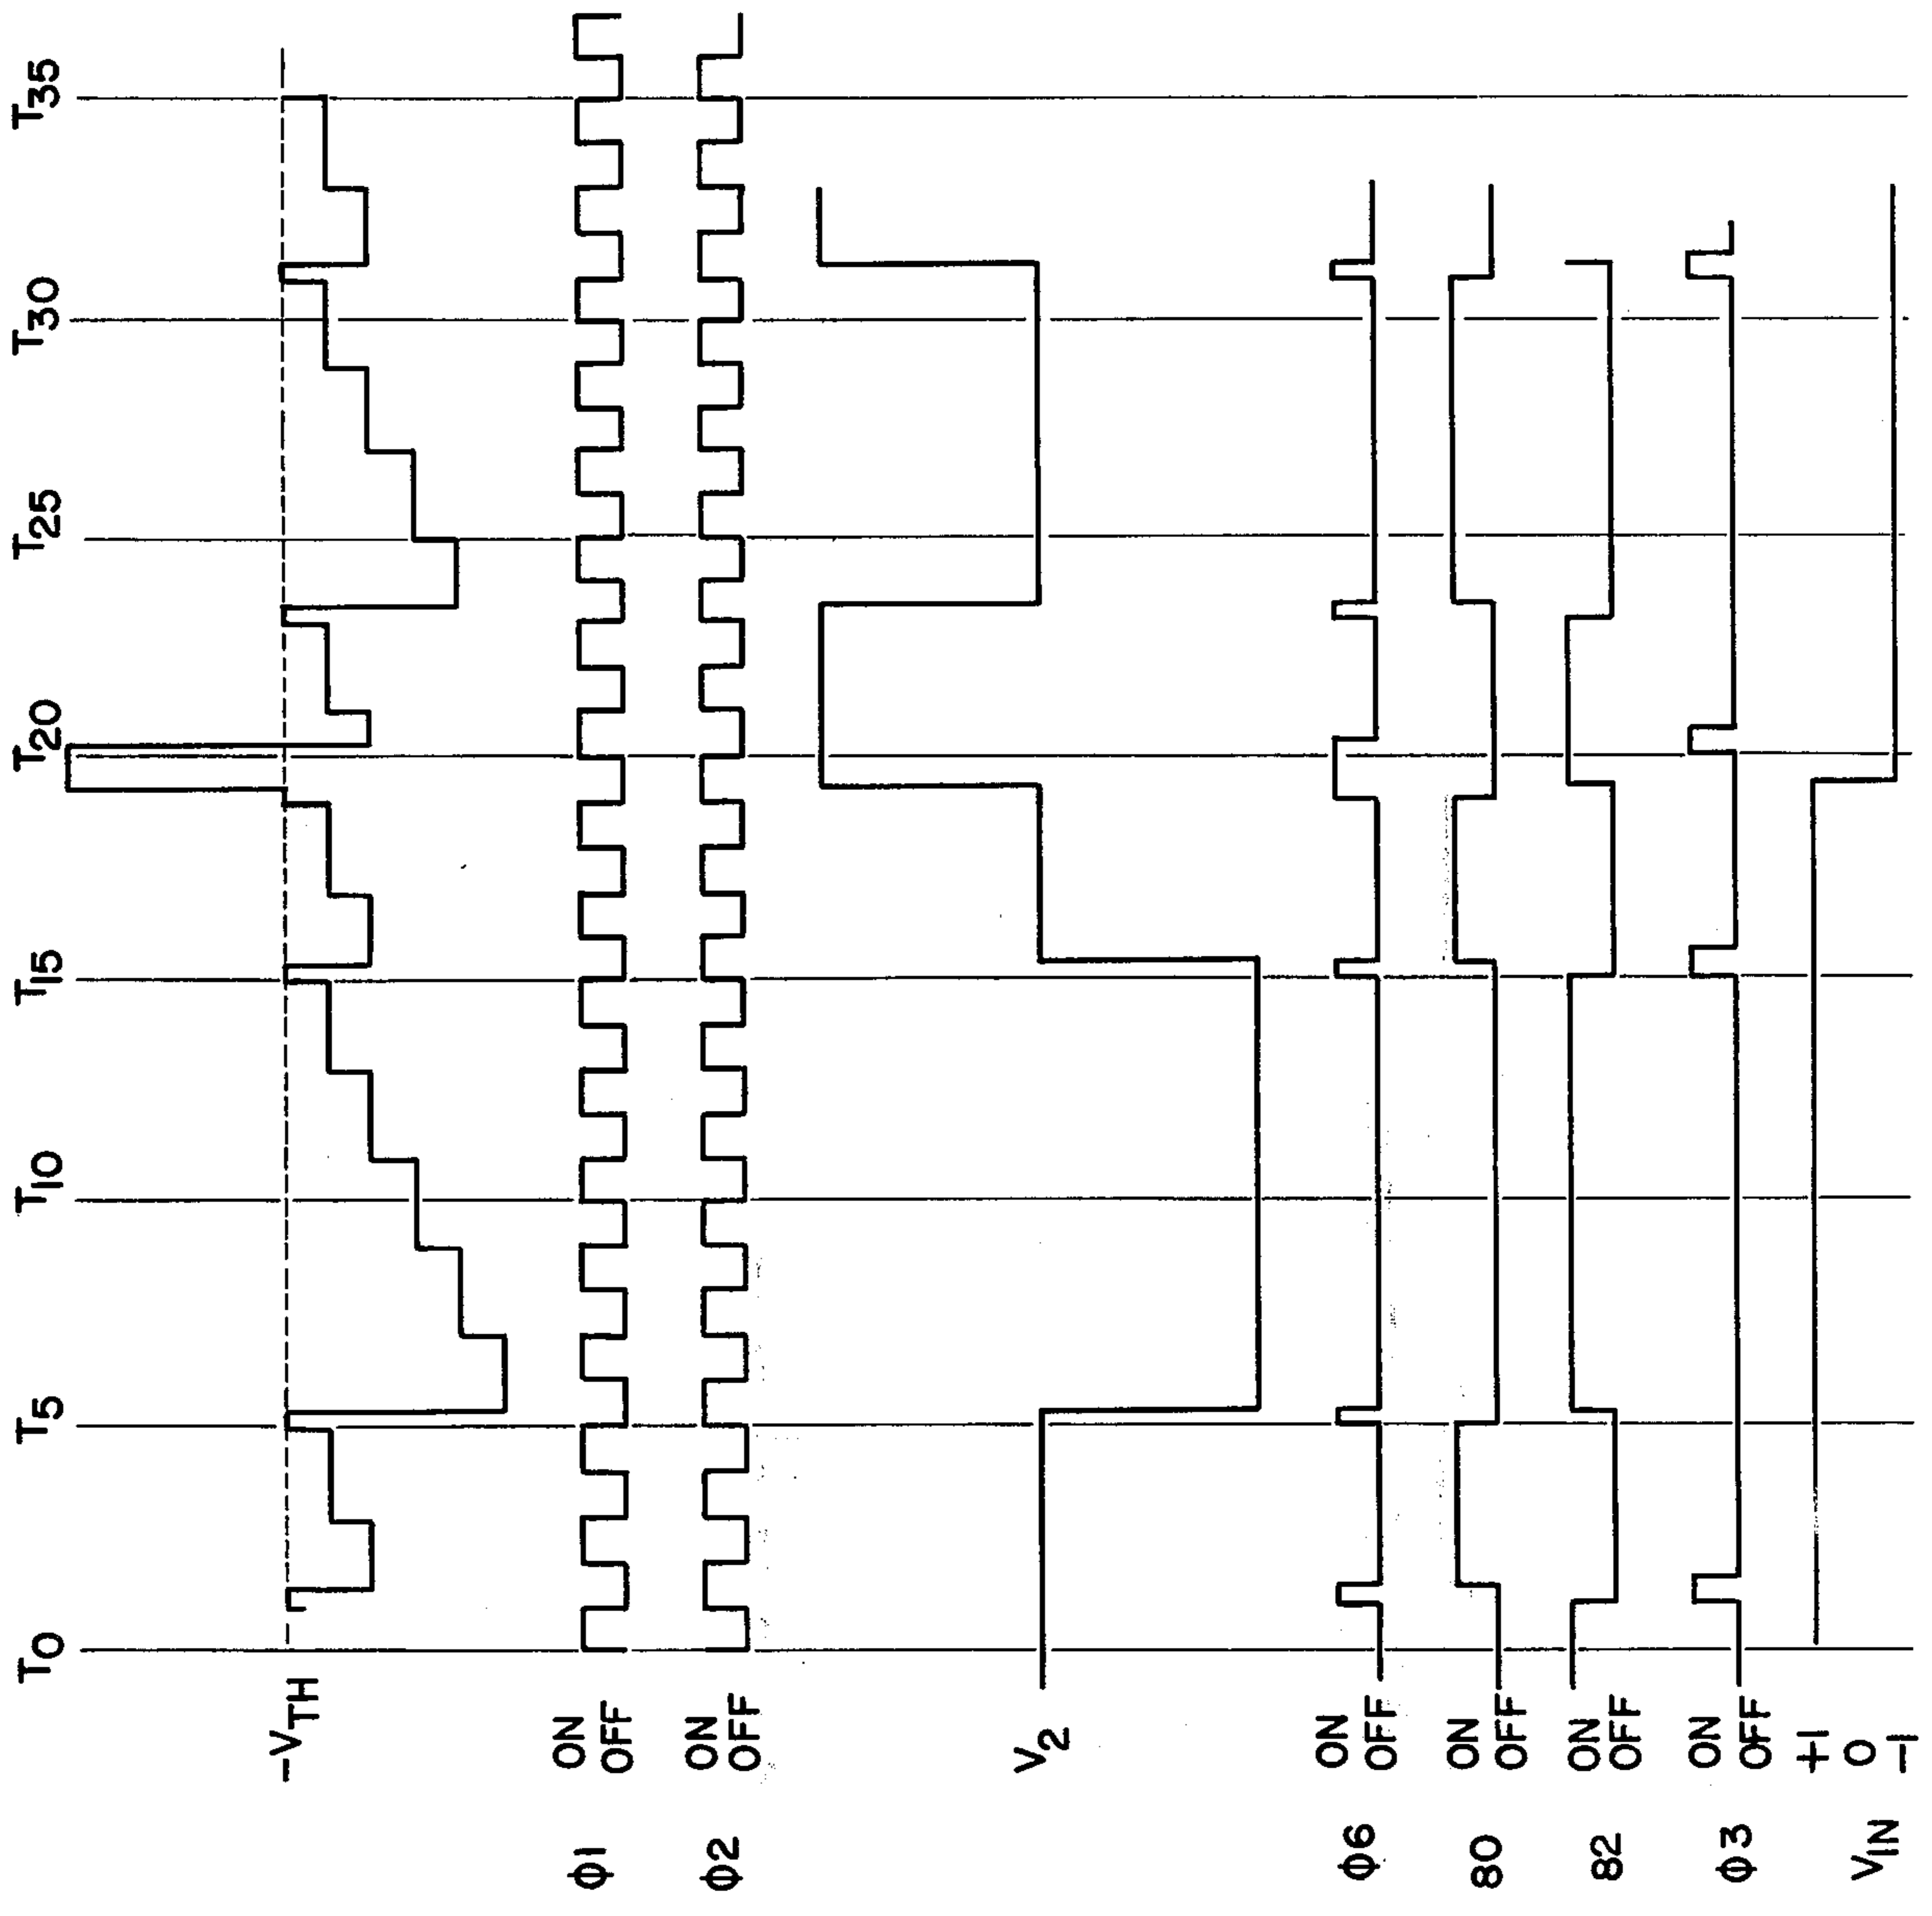 T0 T5 T10 T15 T20 T25 T30 T35
-VTH
ϕ1 ON
OFF
ϕ2 ON
OFF
V2
ϕ6 ON
OFF
80 ON
OFF
82 ON
OFF
ϕ3 ON
OFF
VIN +1
0
-1